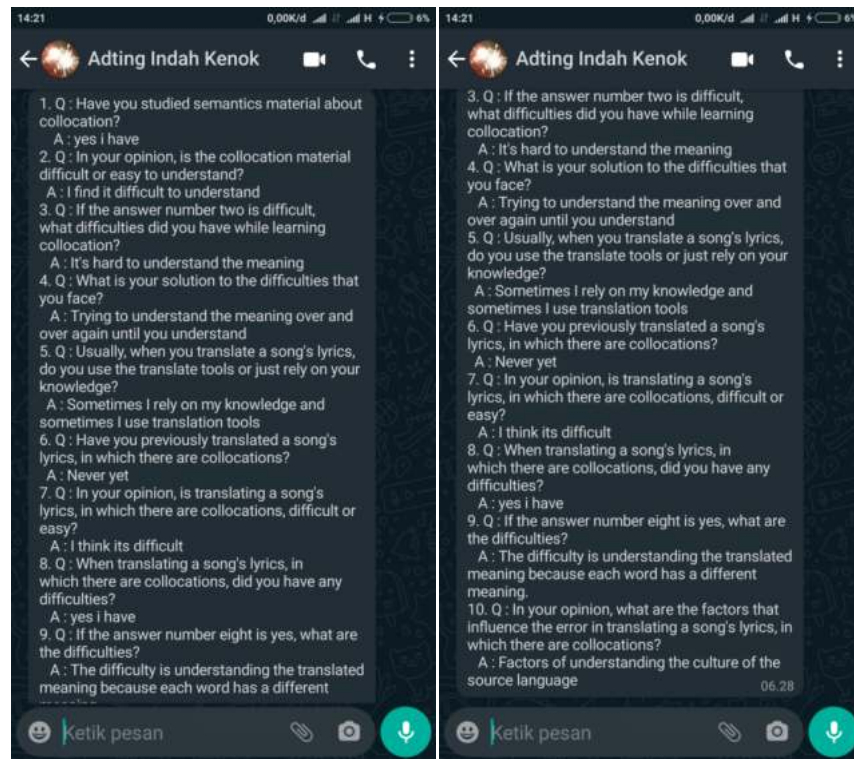 14:21
0,00K/d
H
6%
Adting Indah Kenok
1. Q : Have you studied semantics material about
collocation?
A : yes i have
2. Q : In your opinion, is the collocation material
difficult or easy to understand?
A : I find it difficult to understand
3. Q : If the answer number two is difficult,
what difficulties did you have while learning
collocation?
A : It's hard to understand the meaning
4. Q : What is your solution to the difficulties that
you face?
A : Trying to understand the meaning over and
over again until you understand
5. Q : Usually, when you translate a song's lyrics,
do you use the translate tools or just rely on your
knowledge?
A : Sometimes I rely on my knowledge and
sometimes I use translation tools
6. Q : Have you previously translated a song's
lyrics, in which there are collocations?
A : Never yet
7. Q : In your opinion, is translating a song's
lyrics, in which there are collocations, difficult or
easy?
A : I think its difficult
8. Q : When translating a song's lyrics, in
which there are collocations, did you have any
difficulties?
A : yes i have
9. Q : If the answer number eight is yes, what are
the difficulties?
A : The difficulty is understanding the translated
meaning because each word has a different
Ketik pesan
14:21
0,00K/d
H
6%
Adting Indah Kenok
3. Q : If the answer number two is difficult,
what difficulties did you have while learning
collocation?
A : It's hard to understand the meaning
4. Q : What is your solution to the difficulties that
you face?
A : Trying to understand the meaning over and
over again until you understand
5. Q : Usually, when you translate a song's lyrics,
do you use the translate tools or just rely on your
knowledge?
A : Sometimes I rely on my knowledge and
sometimes I use translation tools
6. Q : Have you previously translated a song's
lyrics, in which there are collocations?
A : Never yet
7. Q : In your opinion, is translating a song's
lyrics, in which there are collocations, difficult or
easy?
A : I think its difficult
8. Q : When translating a song's lyrics, in
which there are collocations, did you have any
difficulties?
A : yes i have
9. Q : If the answer number eight is yes, what are
the difficulties?
A : The difficulty is understanding the translated
meaning because each word has a different
meaning.
10. Q : In your opinion, what are the factors that
influence the error in translating a song's lyrics, in
which there are collocations?
A : Factors of understanding the culture of the
source language
06.28
Ketik pesan